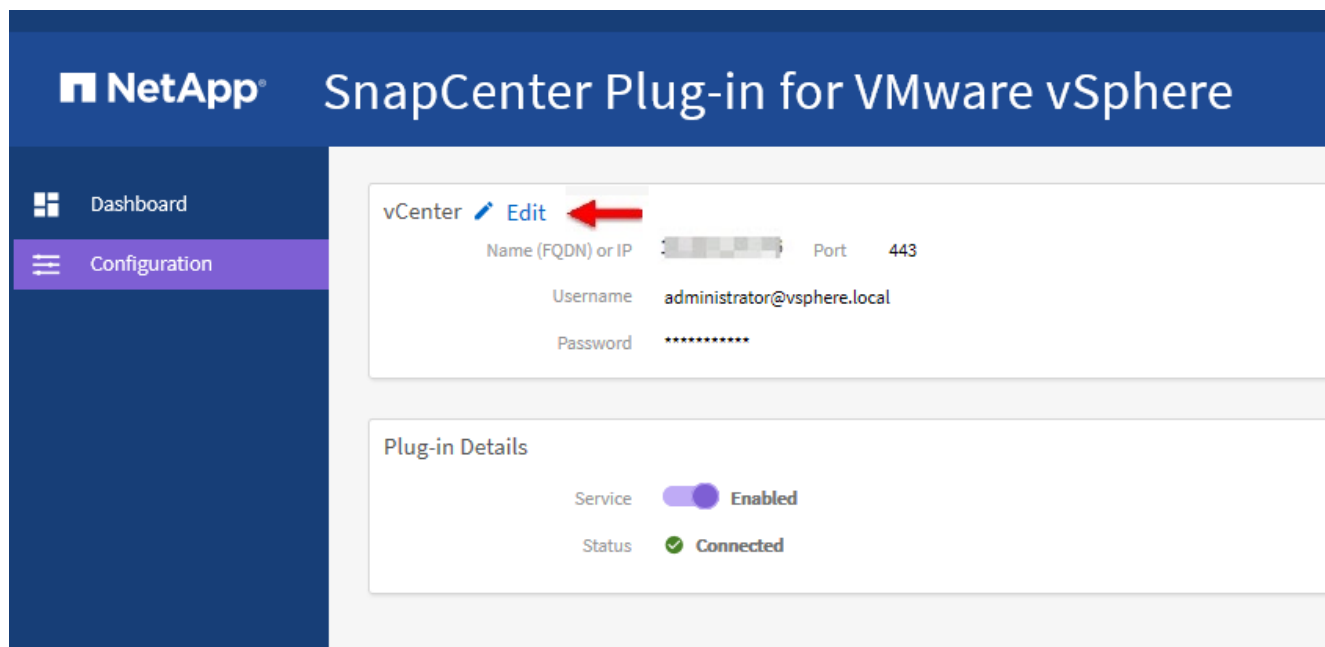 NetApp SnapCenter Plug-in for VMware vSphere
Dashboard
Configuration
vCenter Edit
Name (FQDN) or IP Port 443
Username administrator@vsphere.local
Password ***********
Plug-in Details
Service Enabled
Status Connected